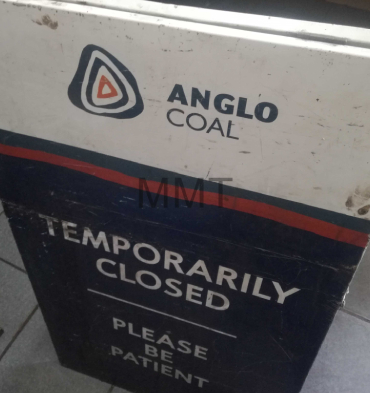 ANGLO
COAL
MMT
TEMPORARILY
CLOSED
PLEASE
BE
PATIENT